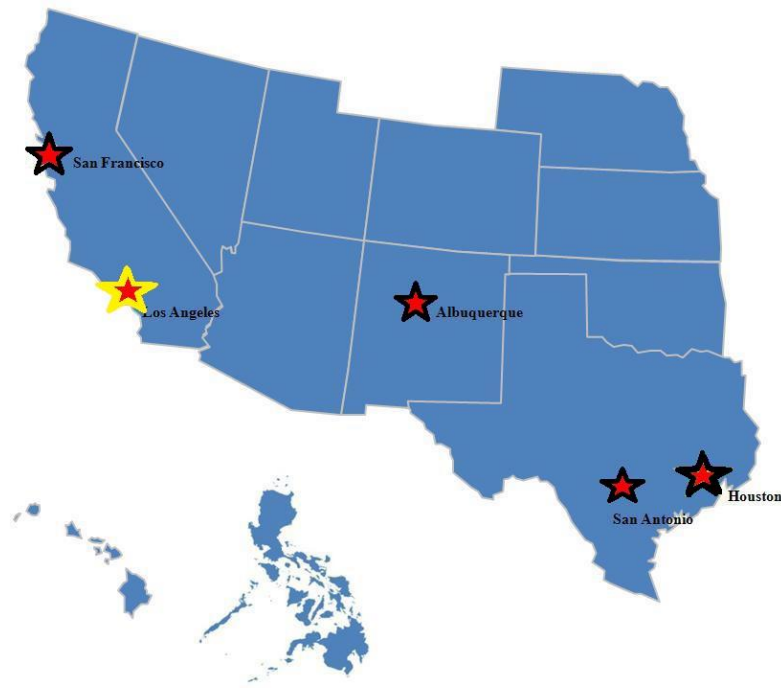 San Francisco
Los Angeles
Albuquerque
Houston
San Antonio